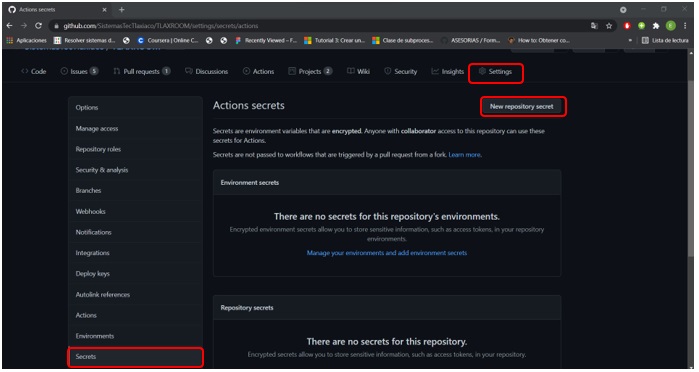 Actions secrets
github.com/SistemasTecTlaxiaco/TLAXROOM/settings/secrets/actions
Aplicaciones
Resolver sistemas d...
Coursera | Online C...
Recently Viewed – F...
Tutorial 3: Crear un...
Clase de subproces...
ASESORIAS / Form...
How to: Obtener co...
»
Lista de lectura
Code
Issues 5
Pull requests 1
Discussions
Actions
Projects 2
Wiki
Security
Insights
Settings
Options
Manage access
Repository roles
Security & analysis
Branches
Webhooks
Notifications
Integrations
Deploy keys
Autolink references
Actions
Environments
Secrets
Actions secrets
New repository secret
Secrets are environment variables that are encrypted. Anyone with collaborator access to this repository can use these
secrets for Actions.
Secrets are not passed to workflows that are triggered by a pull request from a fork. Learn more.
Environment secrets
There are no secrets for this repository's environments.
Encrypted environment secrets allow you to store sensitive information, such as access tokens, in your repository
environments.
Manage your environments and add environment secrets
Repository secrets
There are no secrets for this repository.
Encrypted secrets allow you to store sensitive information, such as access tokens, in your repository.